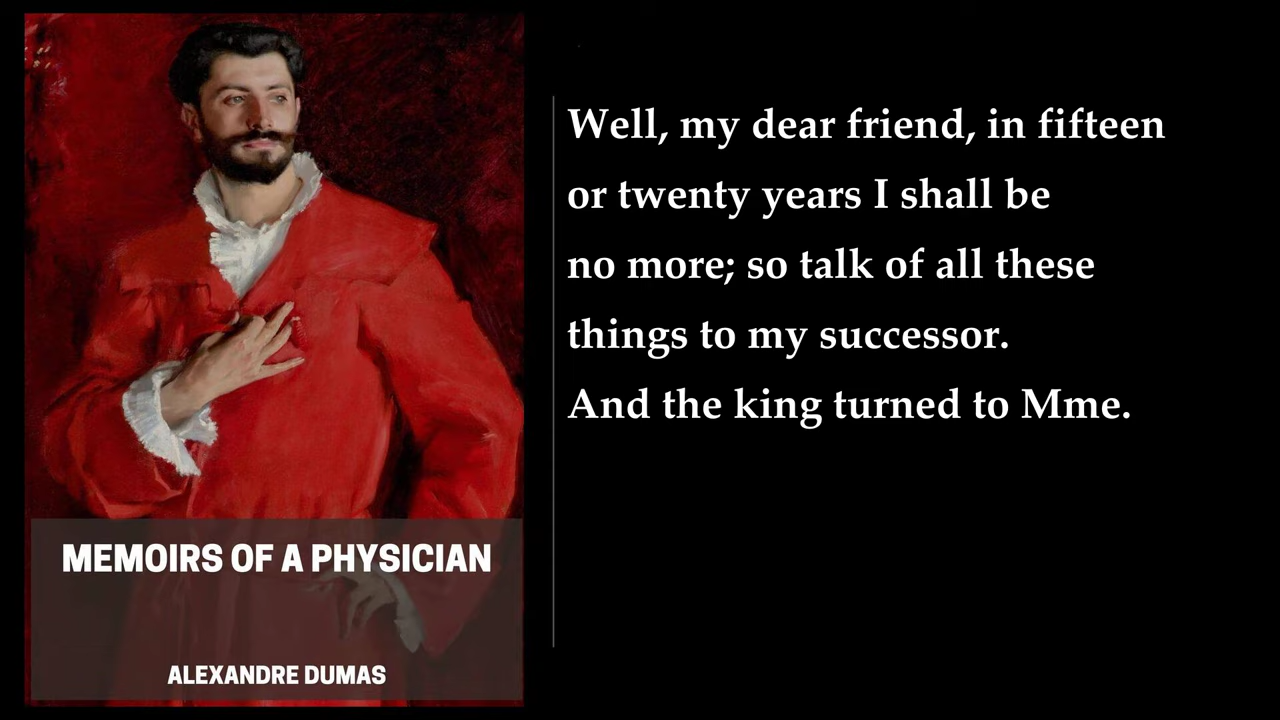 MEMOIRS OF A PHYSICIAN
ALEXANDRE DUMAS
Well, my dear friend, in fifteen
or twenty years I shall be
no more; so talk of all these
things to my successor.
And the king turned to Mme.